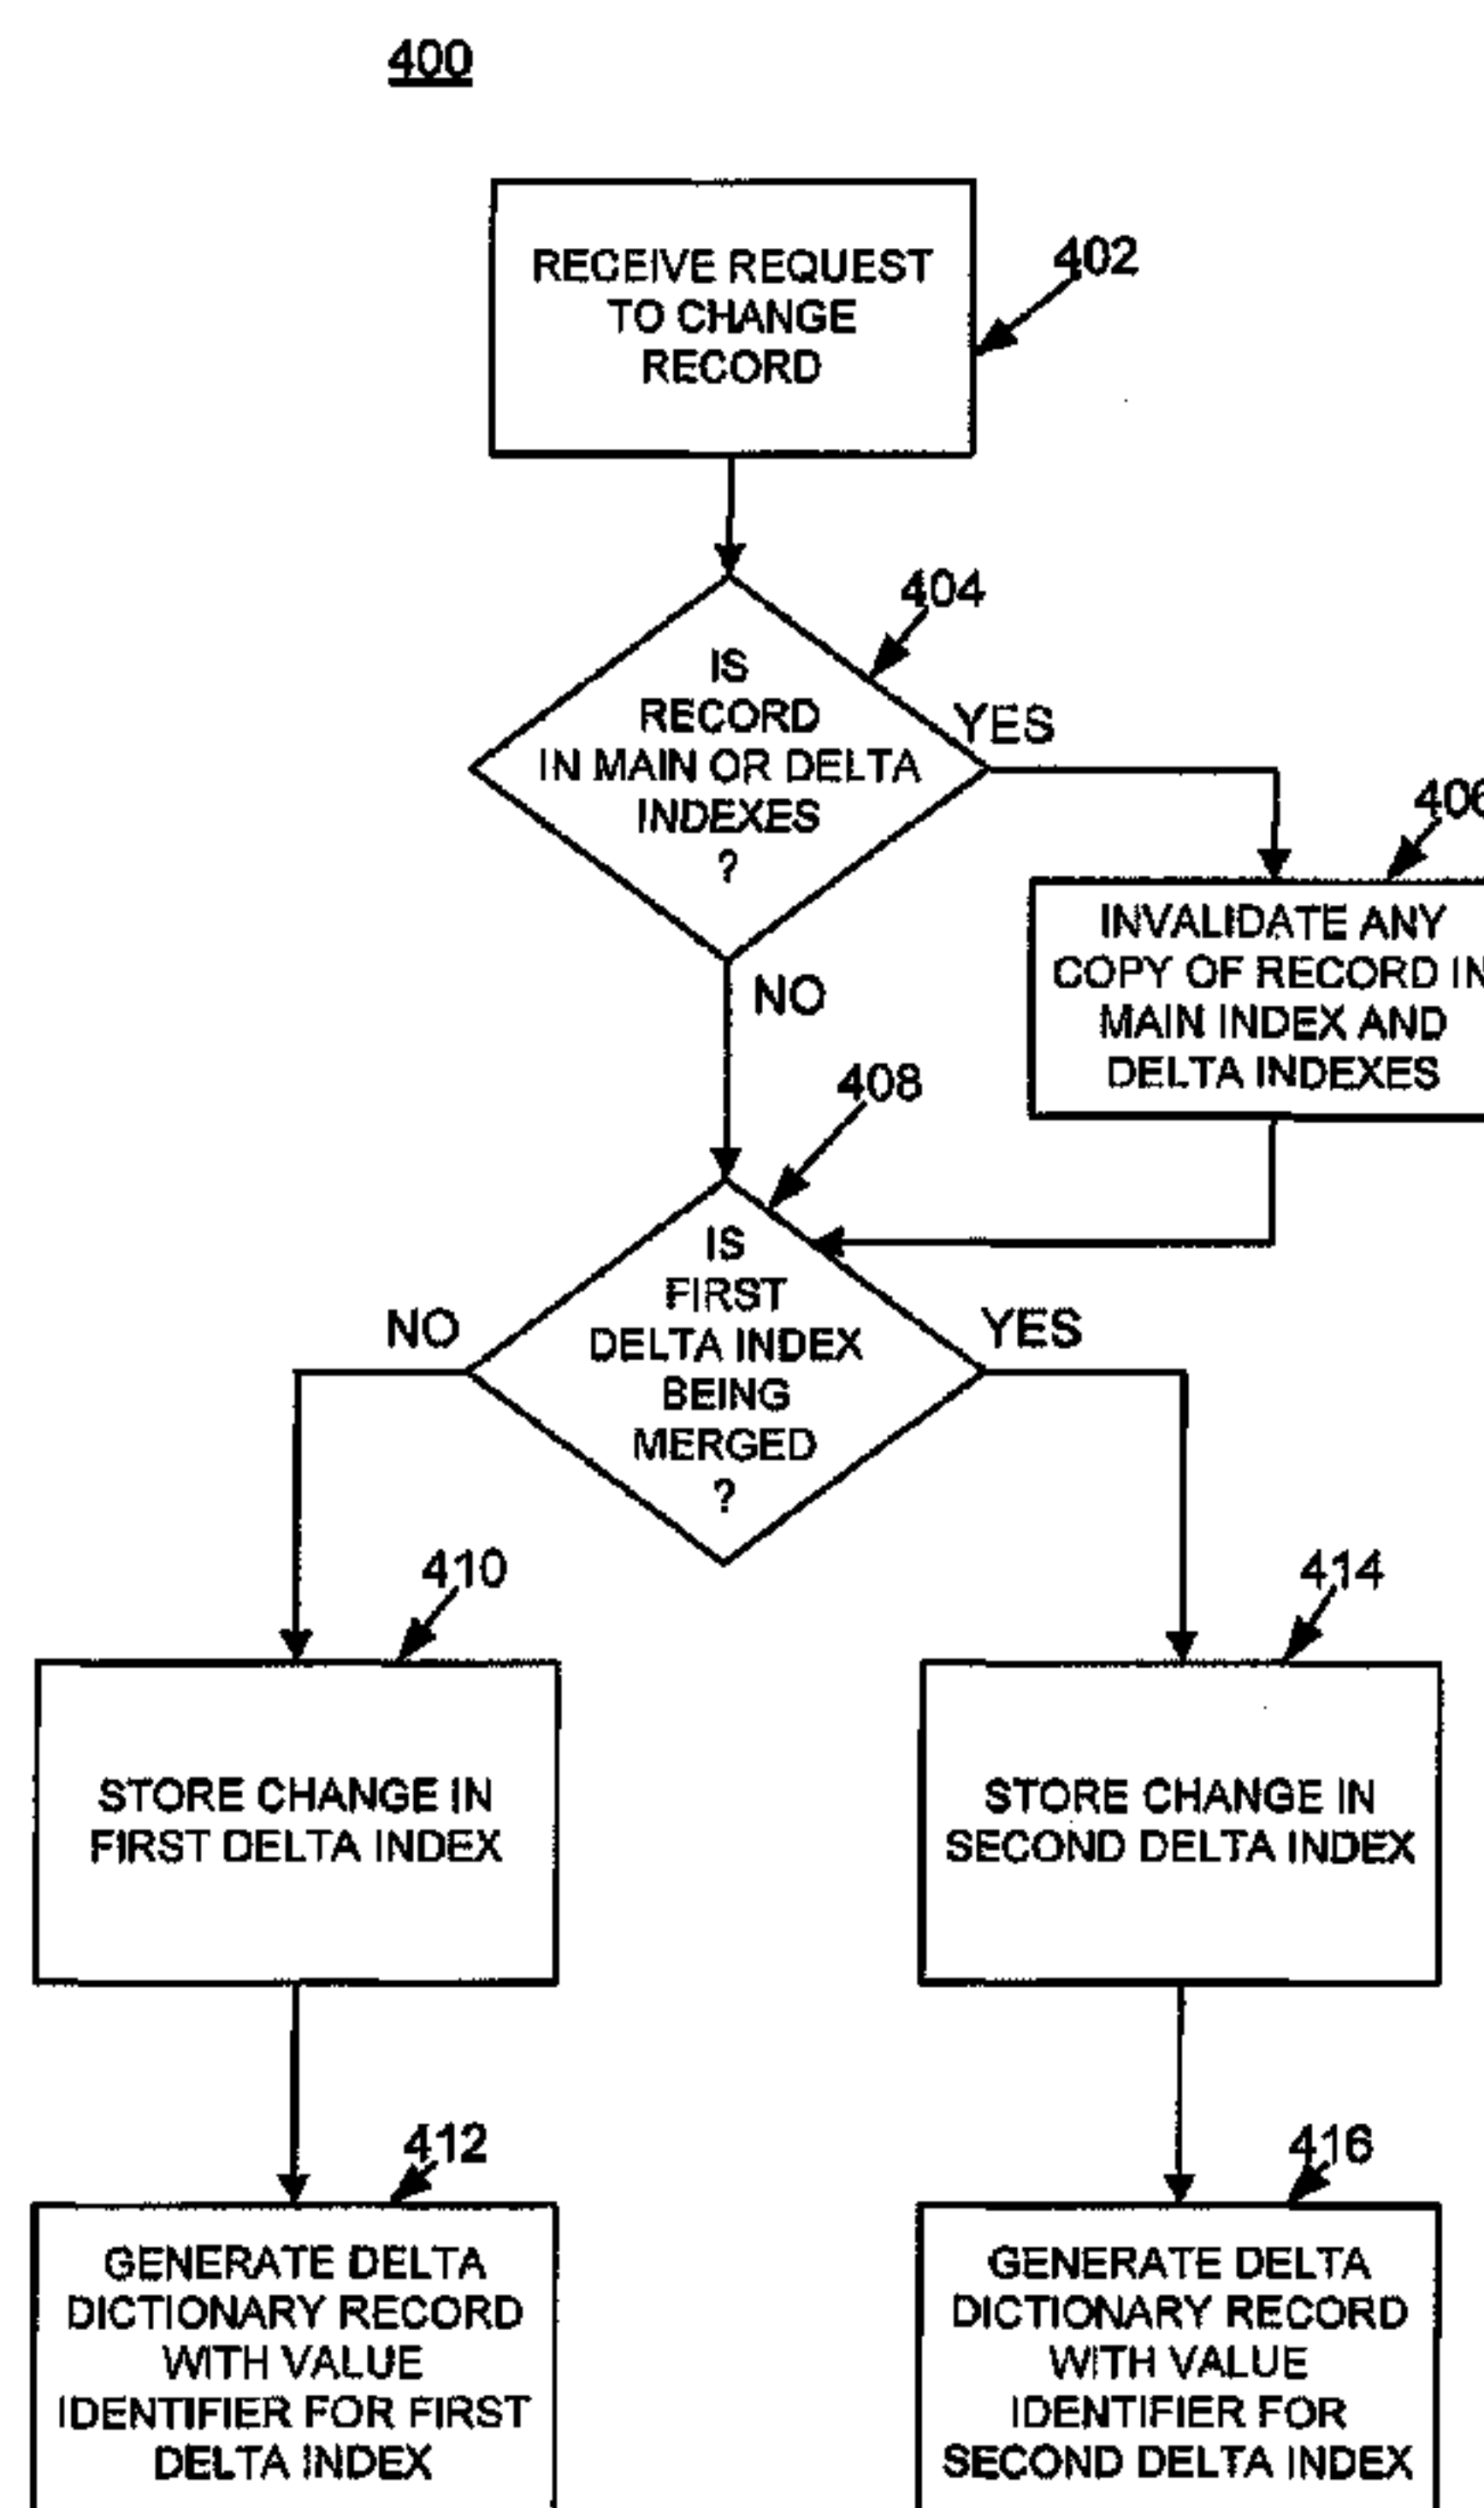 400
RECEIVE REQUEST
TO CHANGE
RECORD
402
404
IS
RECORD
IN MAIN OR DELTA
INDEXES
?
YES
406
INVALIDATE ANY
COPY OF RECORD IN
MAIN INDEX AND
DELTA INDEXES
NO
408
IS
FIRST
DELTA INDEX
BEING
MERGED
?
NO
YES
410
STORE CHANGE IN
FIRST DELTA INDEX
414
STORE CHANGE IN
SECOND DELTA INDEX
412
GENERATE DELTA
DICTIONARY RECORD
WITH VALUE
IDENTIFIER FOR FIRST
DELTA INDEX
416
GENERATE DELTA
DICTIONARY RECORD
WITH VALUE
IDENTIFIER FOR
SECOND DELTA INDEX